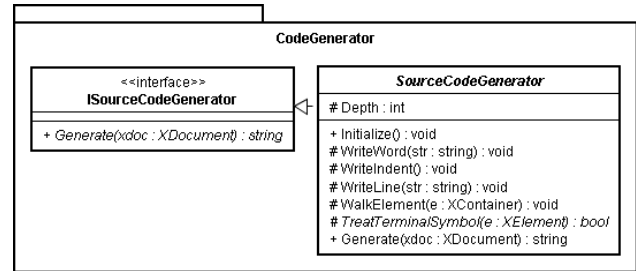 CodeGenerator
<<interface>>
ISourceCodeGenerator
+ Generate(xdoc : XDocument) : string
SourceCodeGenerator
# Depth : int
+ Initialize() : void
# WriteWord(str : string) : void
# WriteIndent() : void
# WriteLine(str : string) : void
# WalkElement(e : XContainer) : void
# TreatTerminalSymbol(e : XElement) : bool
+ Generate(xdoc : XDocument) : string